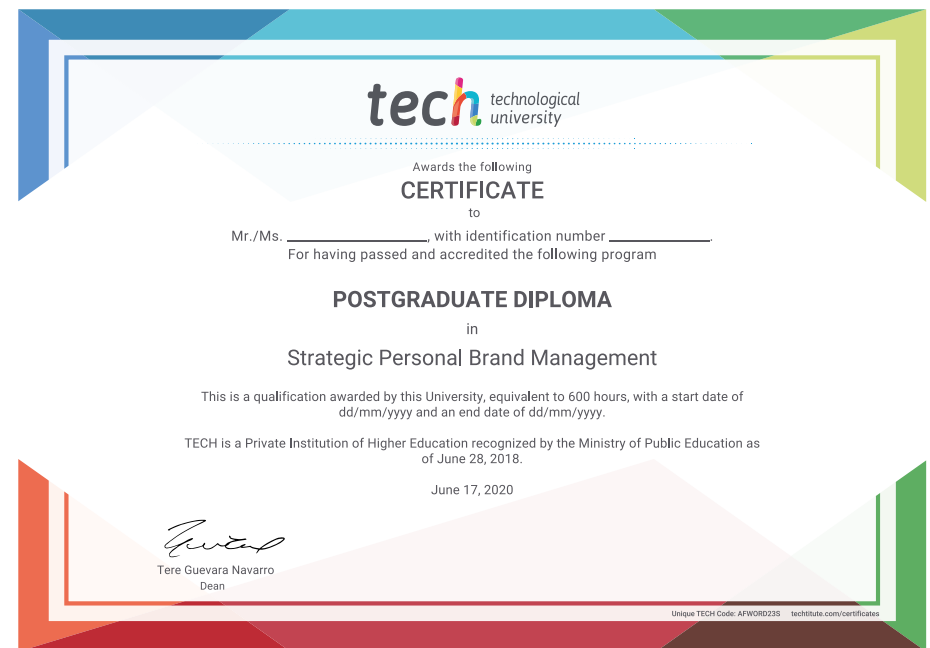 tech technological
university
Awards the following
CERTIFICATE
to
Mr./Ms. ____________, with identification number _________.
For having passed and accredited the following program
POSTGRADUATE DIPLOMA
in
Strategic Personal Brand Management
This is a qualification awarded by this University, equivalent to 600 hours, with a start date of
dd/mm/yyyy and an end date of dd/mm/yyyy.
TECH is a Private Institution of Higher Education recognized by the Ministry of Public Education as
of June 28, 2018.
June 17, 2020
Tere Guevara Navarro
Dean
Unique TECH Code: AFWORD23S techtitute.com/certificates